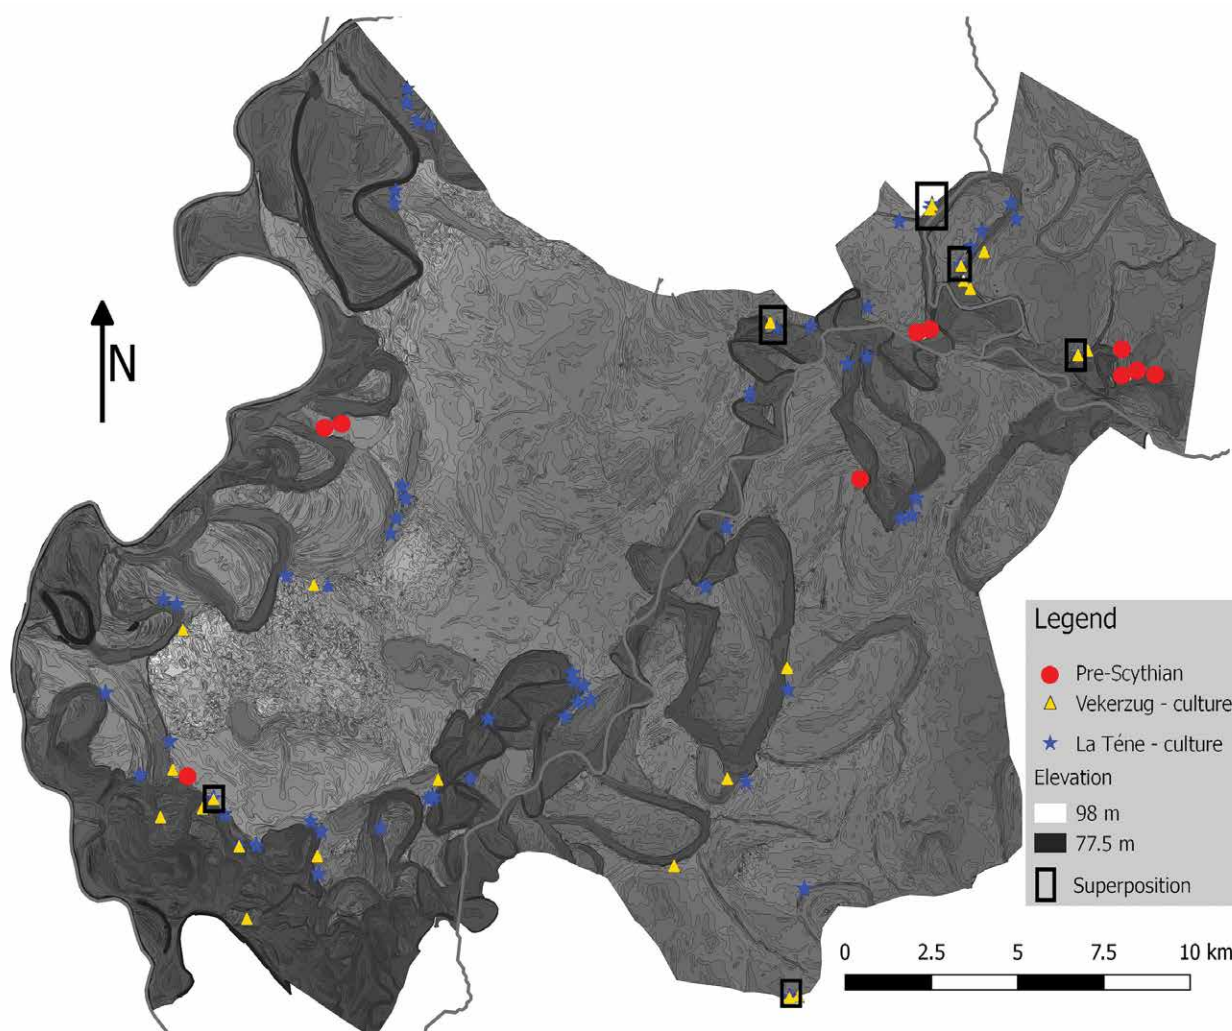 N
Legend
Pre-Scythian
Vekerzug - culture
La Téne - culture
Elevation
98 m
77.5 m
Superposition
0 2.5 5 7.5 10 km